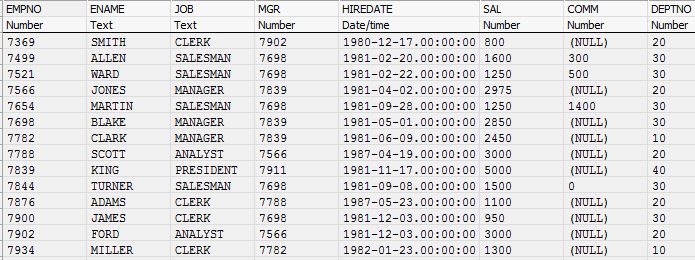 EMPNO ENAME JOB MGR HIREDATE SAL COMM DEPTNO
Number Text Text Number Date/time Number Number Number
7369 SMITH CLERK 7902 1980-12-17.00:00:00 800 (NULL) 20
7499 ALLEN SALESMAN 7698 1981-02-20.00:00:00 1600 300 30
7521 WARD SALESMAN 7698 1981-02-22.00:00:00 1250 500 30
7566 JONES MANAGER 7839 1981-04-02.00:00:00 2975 (NULL) 20
7654 MARTIN SALESMAN 7698 1981-09-28.00:00:00 1250 1400 30
7698 BLAKE MANAGER 7839 1981-05-01.00:00:00 2850 (NULL) 30
7782 CLARK MANAGER 7839 1981-06-09.00:00:00 2450 (NULL) 10
7788 SCOTT ANALYST 7566 1987-04-19.00:00:00 3000 (NULL) 20
7839 KING PRESIDENT 7911 1981-11-17.00:00:00 5000 (NULL) 40
7844 TURNER SALESMAN 7698 1981-09-08.00:00:00 1500 0 30
7876 ADAMS CLERK 7788 1987-05-23.00:00:00 1100 (NULL) 20
7900 JAMES CLERK 7698 1981-12-03.00:00:00 950 (NULL) 30
7902 FORD ANALYST 7566 1981-12-03.00:00:00 3000 (NULL) 20
7934 MILLER CLERK 7782 1982-01-23.00:00:00 1300 (NULL) 10